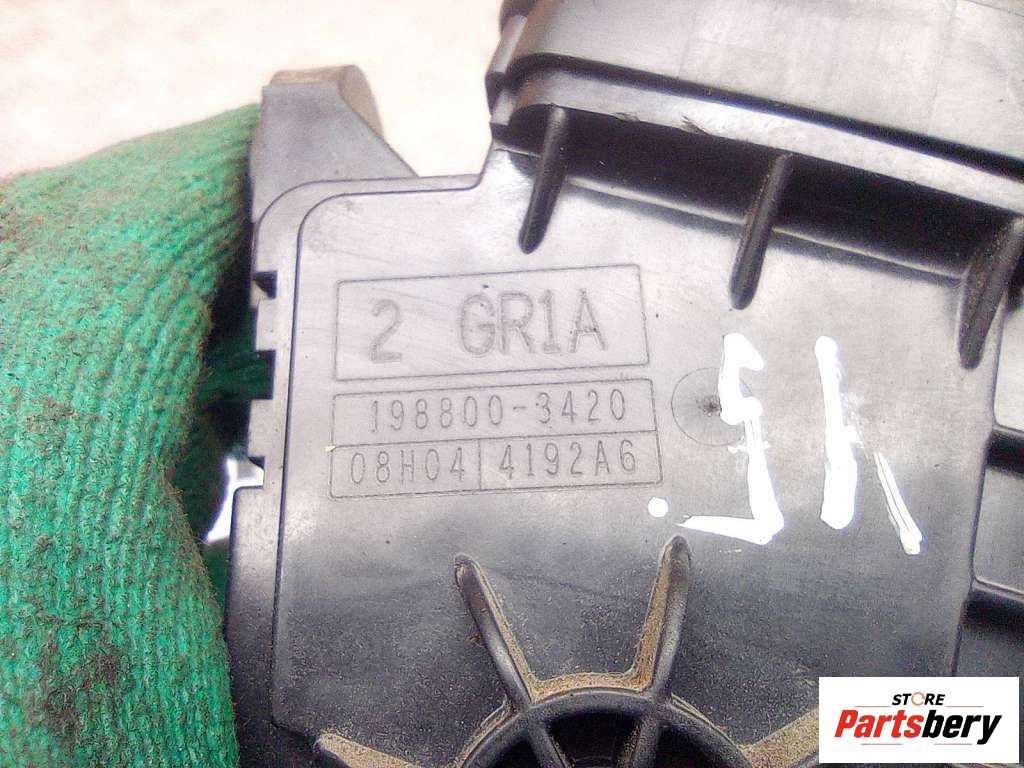 2 GR1A
198800-3420
08H04 4192A6
STORE
Partsbery